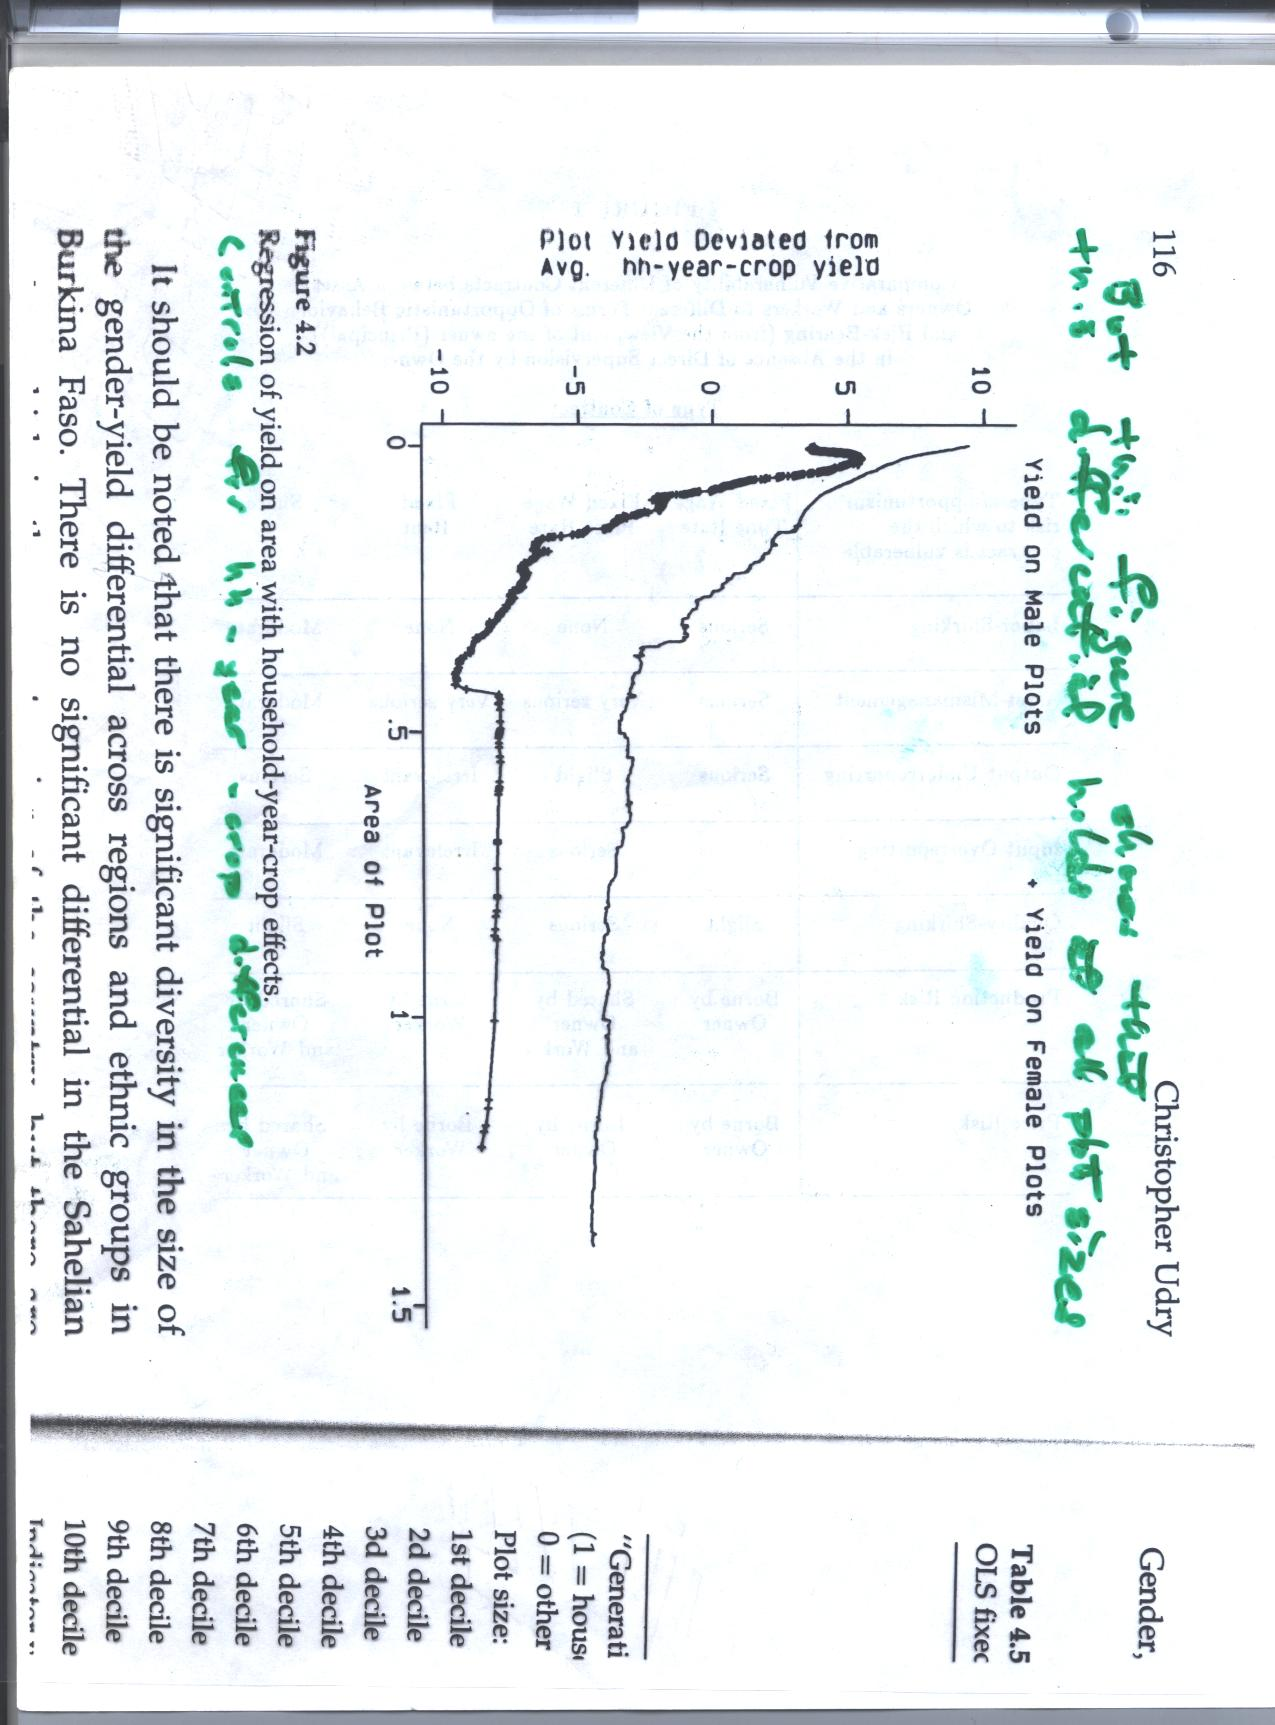 116
Christopher Udry
But this figure shows that
this differential holds at all plot sizes
Yield on Male Plots
+ Yield on Female Plots
Plot Yield Deviated from
Avg. hh-year-crop yield
10
5
0
-5
-10
0
.5
1
1.5
Area of Plot
Figure 4.2
Regression of yield on area with household-year-crop effects
controls for hh-year-crop differences
It should be noted that there is significant diversity in the size of
the gender-yield differential across regions and ethnic groups in
Burkina Faso. There is no significant differential in the Sahelian
Gender,
Table 4.5
OLS fixed
"Generati
(1 = hous
0 = other
Plot size:
1st decile
2d decile
3d decile
4th decile
5th decile
6th decile
7th decile
8th decile
9th decile
10th decile